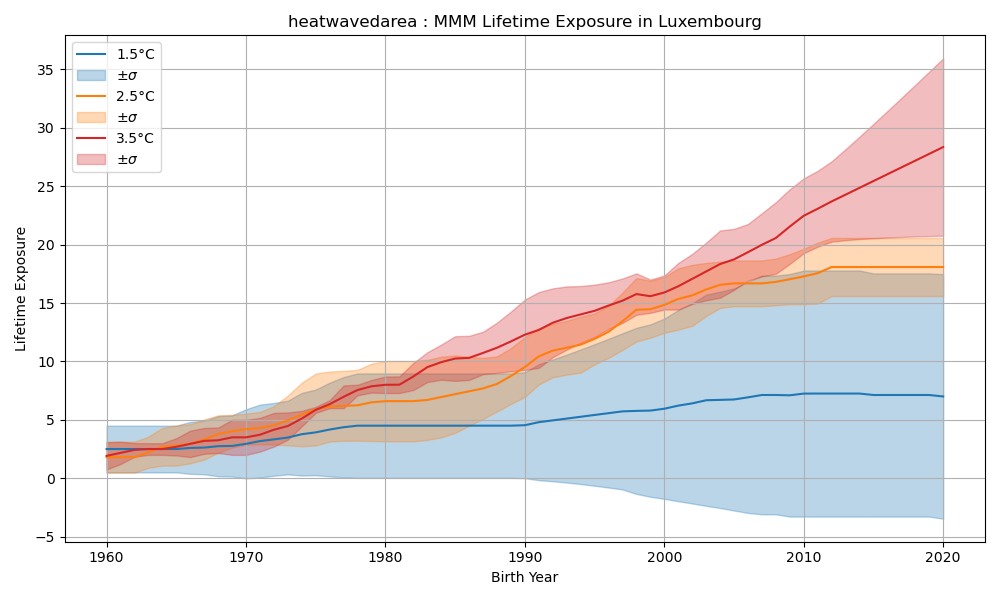 heatwavedarea : MMM Lifetime Exposure in Luxembourg
1.5°C
±σ
2.5°C
±σ
3.5°C
±σ
35
30
25
20
15
10
5
0
−5
Lifetime Exposure
1960 1970 1980 1990 2000 2010 2020
Birth Year